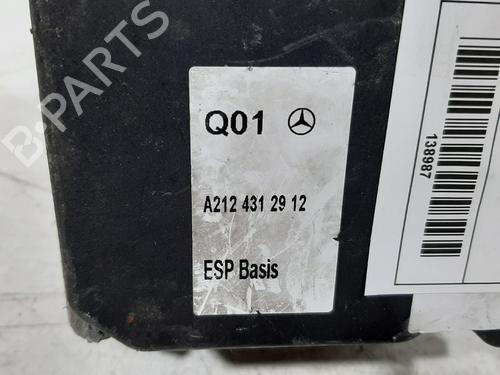 B-PARTS
Q01
A212 431 29 12
ESP Basis
138987